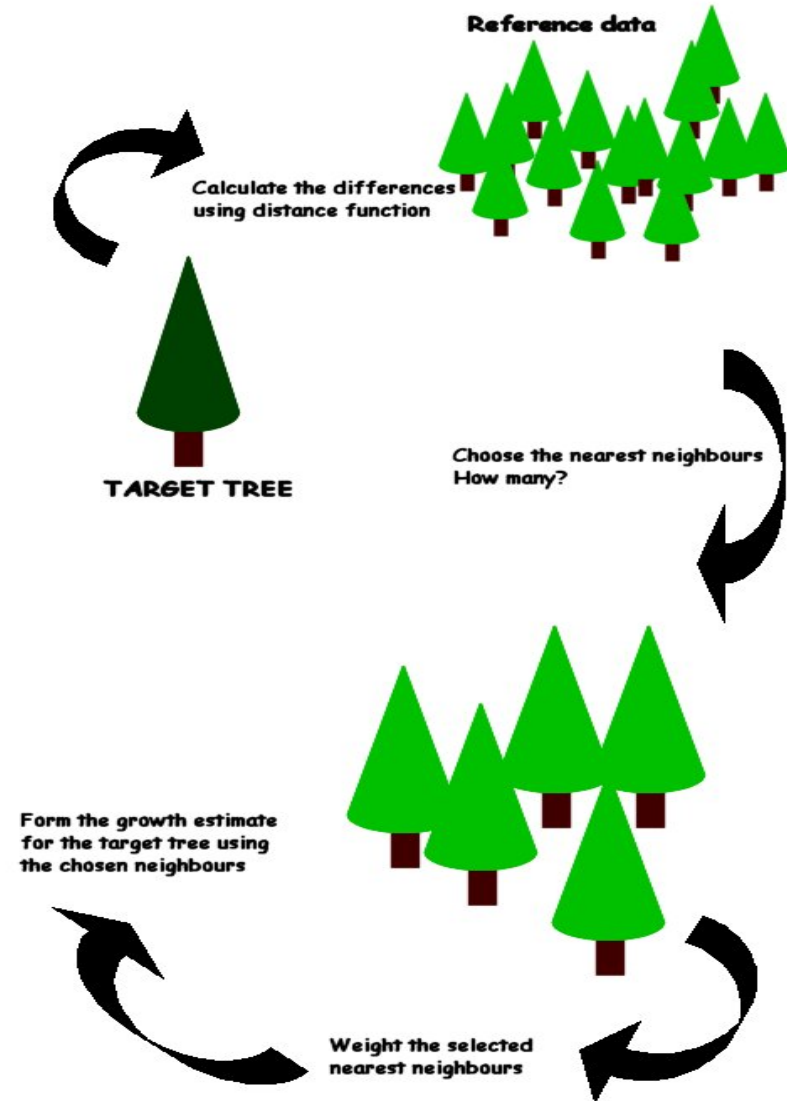 Reference data
Calculate the differences
using distance function
TARGET TREE
Choose the nearest neighbours
How many?
Form the growth estimate
for the target tree using
the chosen neighbours
Weight the selected
nearest neighbours